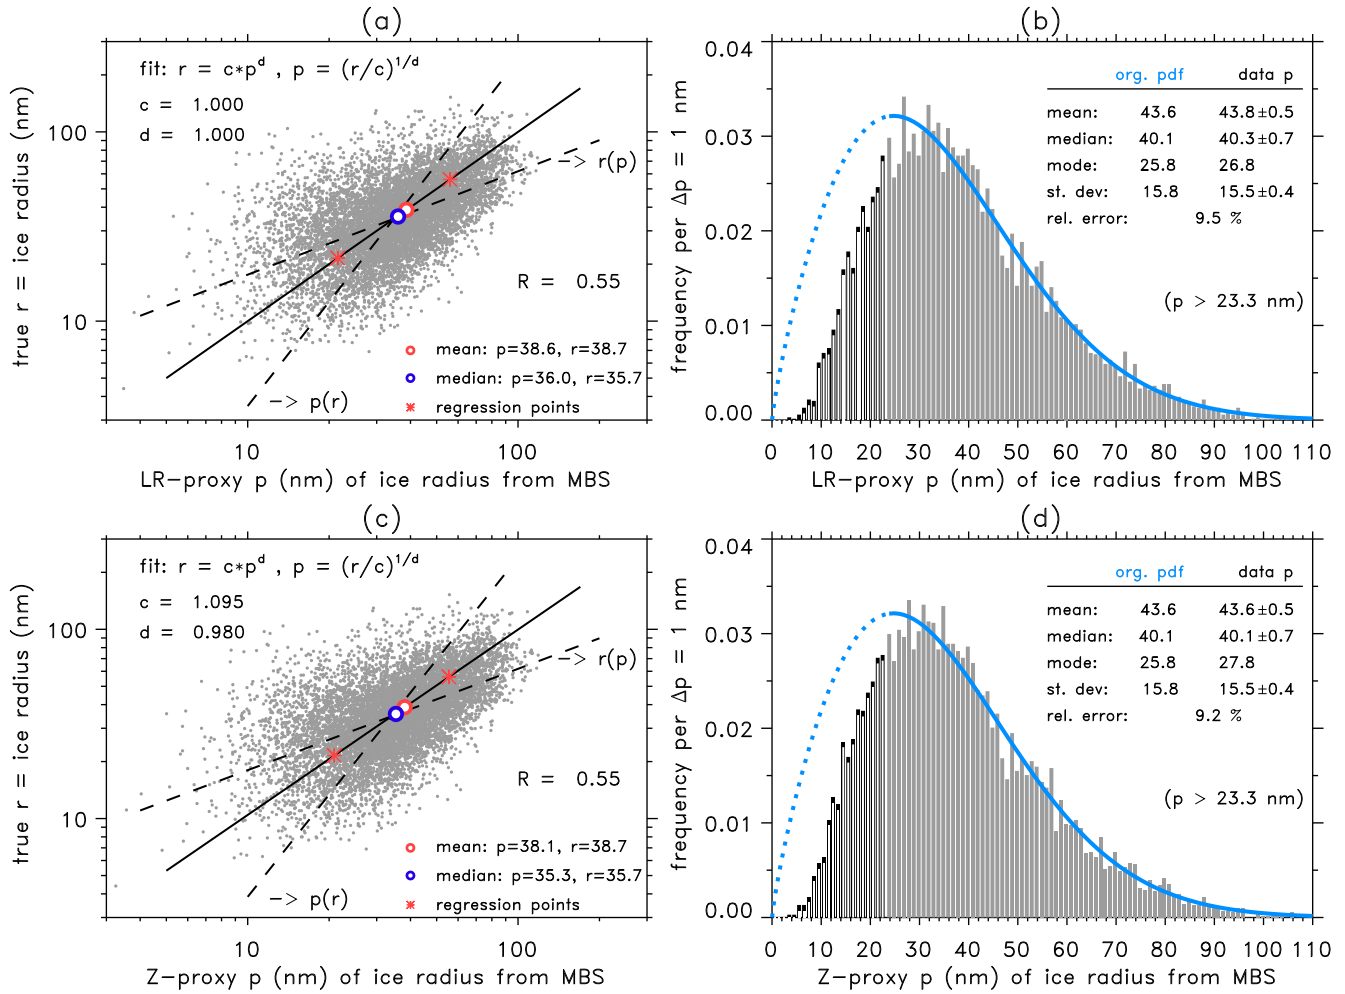 (a)
true r = ice radius (nm)
100
10
fit: r = c*p^d , p = (r/c)^1/d
c = 1.000
d = 1.000
-> r(p)
R = 0.55
mean: p=38.6, r=38.7
median: p=36.0, r=35.7
regression points
-> p(r)
10 100
LR-proxy p (nm) of ice radius from MBS
(b)
frequency per Δp = 1 nm
0.04
0.03
0.02
0.01
0.00
org. pdf data p
mean: 43.6 43.8±0.5
median: 40.1 40.3±0.7
mode: 25.8 26.8
st. dev: 15.8 15.5±0.4
rel. error: 9.5 %
(p > 23.3 nm)
0 10 20 30 40 50 60 70 80 90 100 110
LR-proxy p (nm) of ice radius from MBS
(c)
true r = ice radius (nm)
100
10
fit: r = c*p^d , p = (r/c)^1/d
c = 1.095
d = 0.980
-> r(p)
R = 0.55
mean: p=38.1, r=38.7
median: p=35.3, r=35.7
regression points
-> p(r)
10 100
Z-proxy p (nm) of ice radius from MBS
(d)
frequency per Δp = 1 nm
0.04
0.03
0.02
0.01
0.00
org. pdf data p
mean: 43.6 43.6±0.5
median: 40.1 40.1±0.7
mode: 25.8 27.8
st. dev: 15.8 15.5±0.4
rel. error: 9.2 %
(p > 23.3 nm)
0 10 20 30 40 50 60 70 80 90 100 110
Z-proxy p (nm) of ice radius from MBS